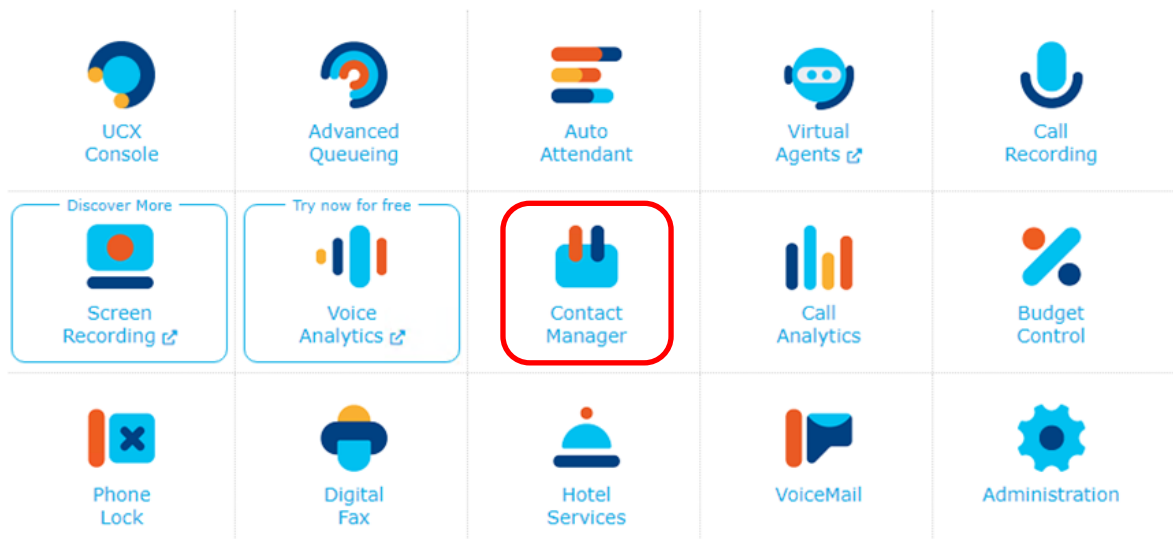 UCX
Console
Advanced
Queueing
Auto
Attendant
Virtual
Agents
Call
Recording
Discover More
Screen
Recording
Try now for free
Voice
Analytics
Contact
Manager
Call
Analytics
Budget
Control
Phone
Lock
Digital
Fax
Hotel
Services
VoiceMail
Administration